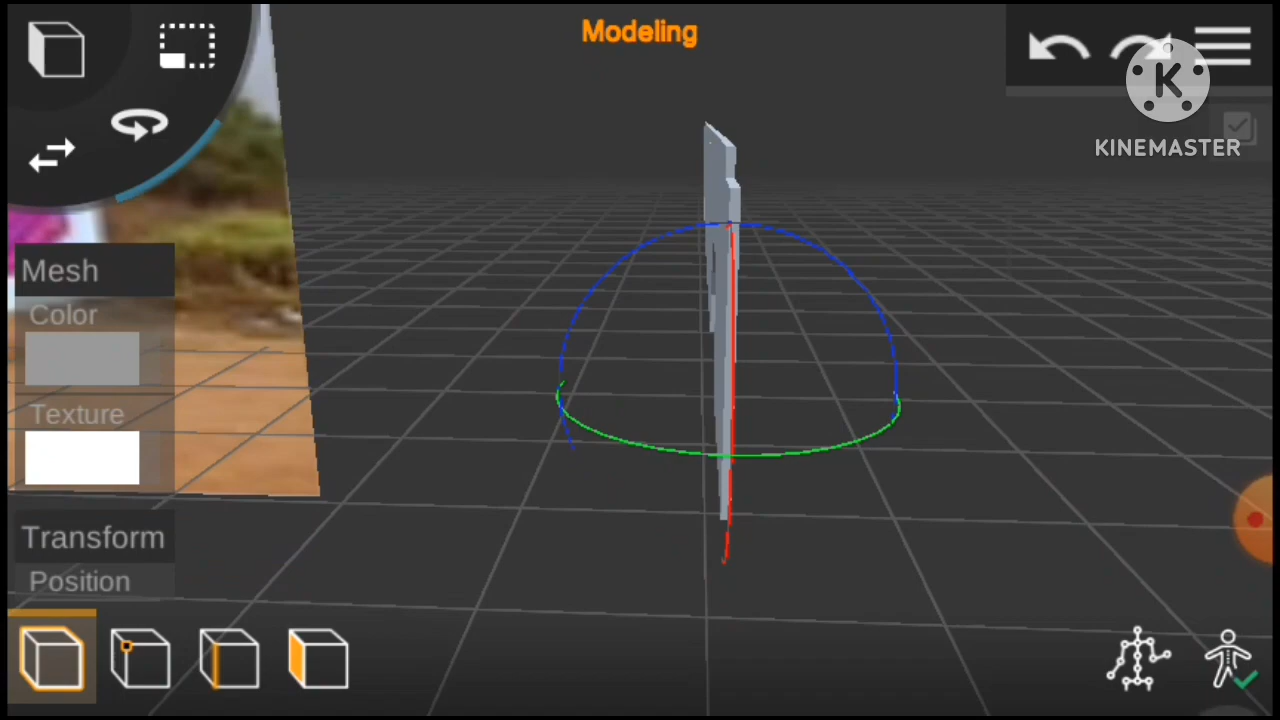 Modeling
K
KINEMASTER
Mesh
Color
Texture
Transform
Position